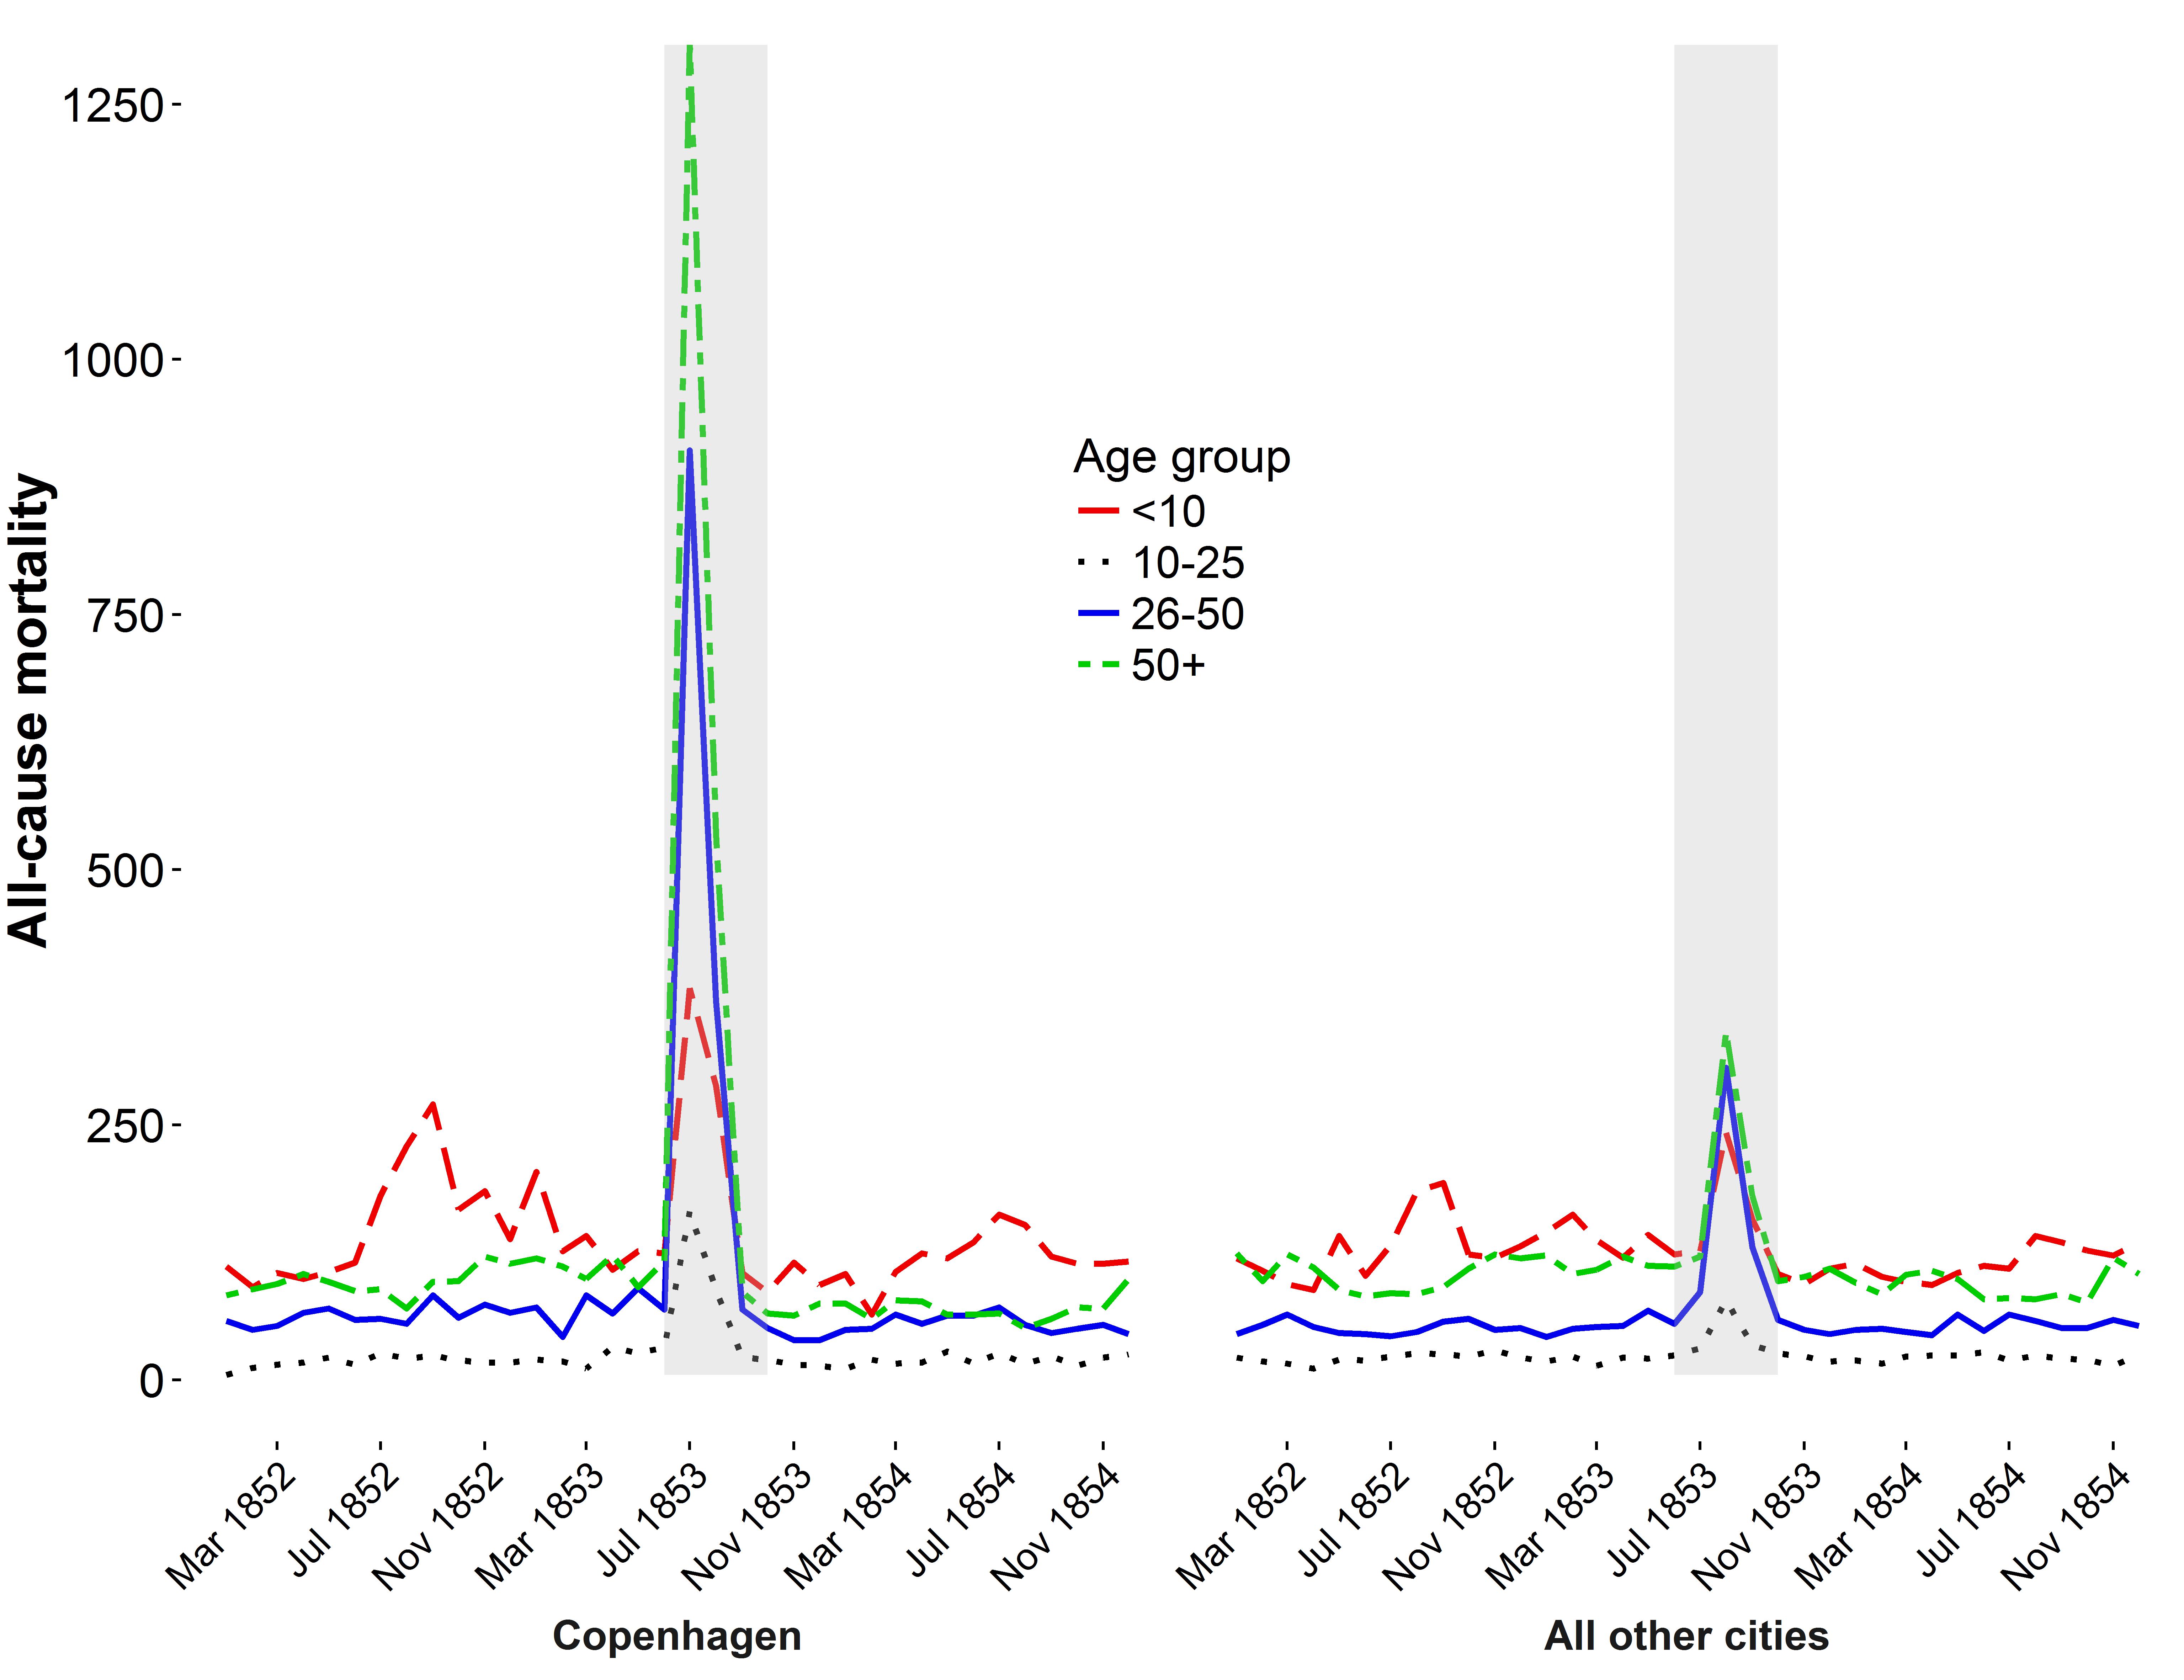 All-cause mortality
1250
1000
750
500
250
0
Age group
<10
10-25
26-50
50+
Mar 1852
Jul 1852
Nov 1852
Mar 1853
Jul 1853
Nov 1853
Mar 1854
Jul 1854
Nov 1854
Mar 1852
Jul 1852
Nov 1852
Mar 1853
Jul 1853
Nov 1853
Mar 1854
Jul 1854
Nov 1854
Copenhagen
All other cities